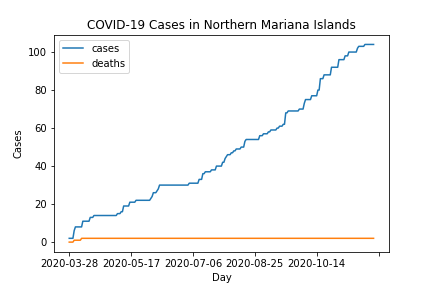 COVID-19 Cases in Northern Mariana Islands
cases
deaths
100
80
60
40
20
0
Cases
2020-03-28 2020-05-17 2020-07-06 2020-08-25 2020-10-14
Day